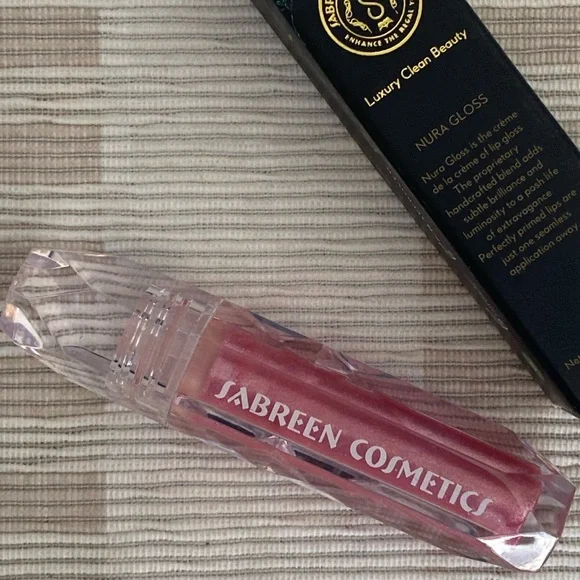 SABREEN
ENHANCE THE REGAL
Luxury Clean Beauty
NURA GLOSS
Nura Gloss is the crème
de la crème of lip gloss
The proprietary
handcrafted blend adds
subtle brilliance and
luminosity to a posh life
of extravagance
Perfectly primed lips are
just one seamless
application away
SABREEN COSMETICS